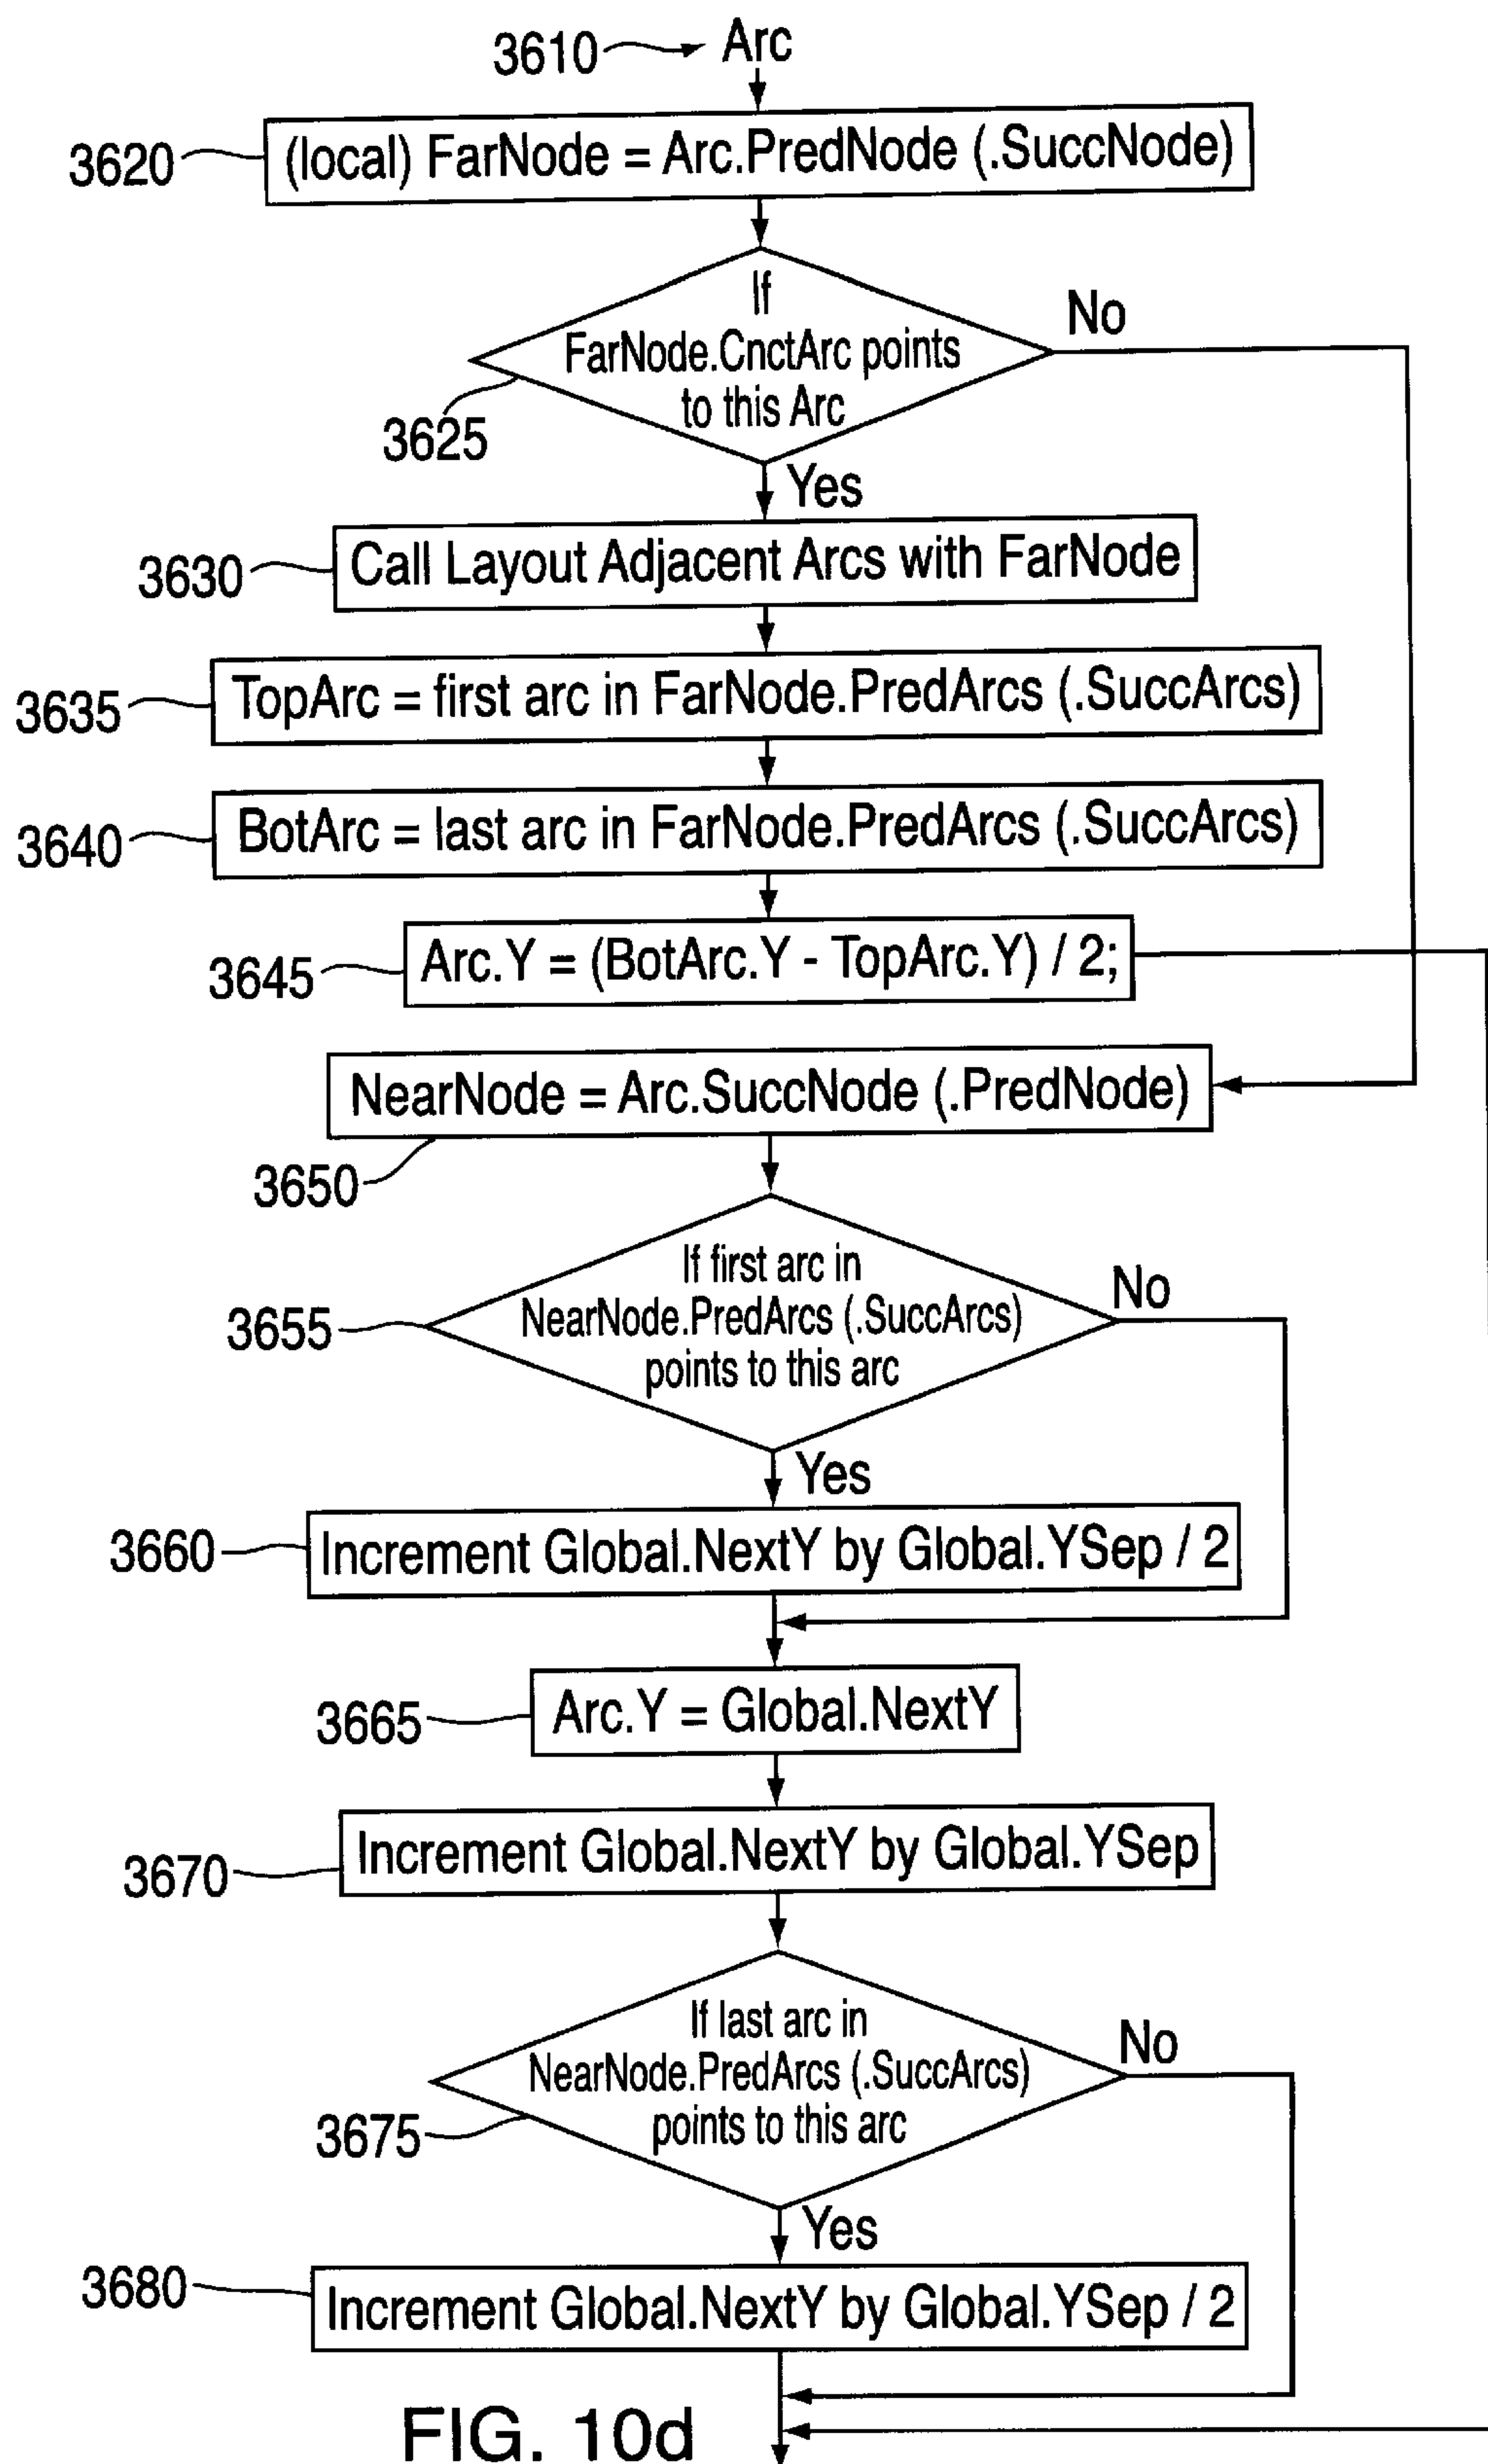 3610 Arc
3620 (local) FarNode = Arc.PredNode (.SuccNode)
If
FarNode.CnctArc points
to this Arc
No
3625
Yes
3630 Call Layout Adjacent Arcs with FarNode
3635 TopArc = first arc in FarNode.PredArcs (.SuccArcs)
3640 BotArc = last arc in FarNode.PredArcs (.SuccArcs)
3645 Arc.Y = (BotArc.Y - TopArc.Y) / 2;
NearNode = Arc.SuccNode (.PredNode)
3650
If first arc in
NearNode.PredArcs (.SuccArcs)
points to this arc
No
3655
Yes
3660 Increment Global.NextY by Global.YSep / 2
3665 Arc.Y = Global.NextY
3670 Increment Global.NextY by Global.YSep
If last arc in
NearNode.PredArcs (.SuccArcs)
points to this arc
No
3675
Yes
3680 Increment Global.NextY by Global.YSep / 2
FIG. 10d